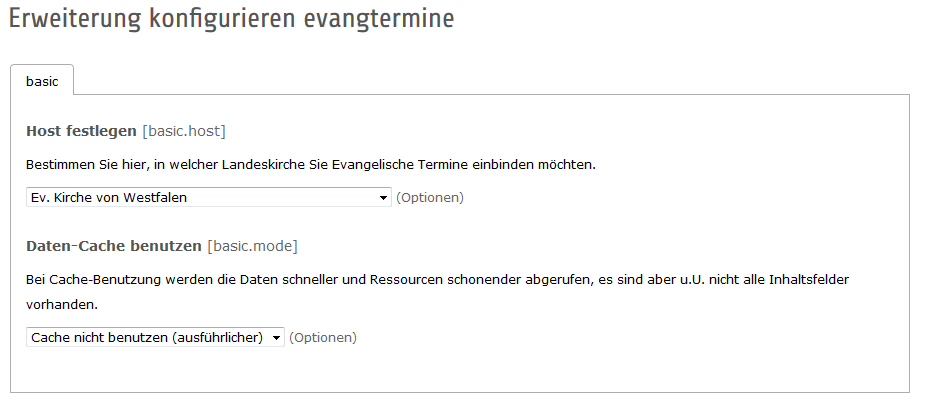 Erweiterung konfigurieren evangtermine
basic
Host festlegen [basic.host]
Bestimmen Sie hier, in welcher Landeskirche Sie Evangelische Termine einbinden möchten.
Ev. Kirche von Westfalen (Optionen)
Daten-Cache benutzen [basic.mode]
Bei Cache-Benutzung werden die Daten schneller und Ressourcen schonender abgerufen, es sind aber u.U. nicht alle Inhaltsfelder
vorhanden.
Cache nicht benutzen (ausführlicher) (Optionen)